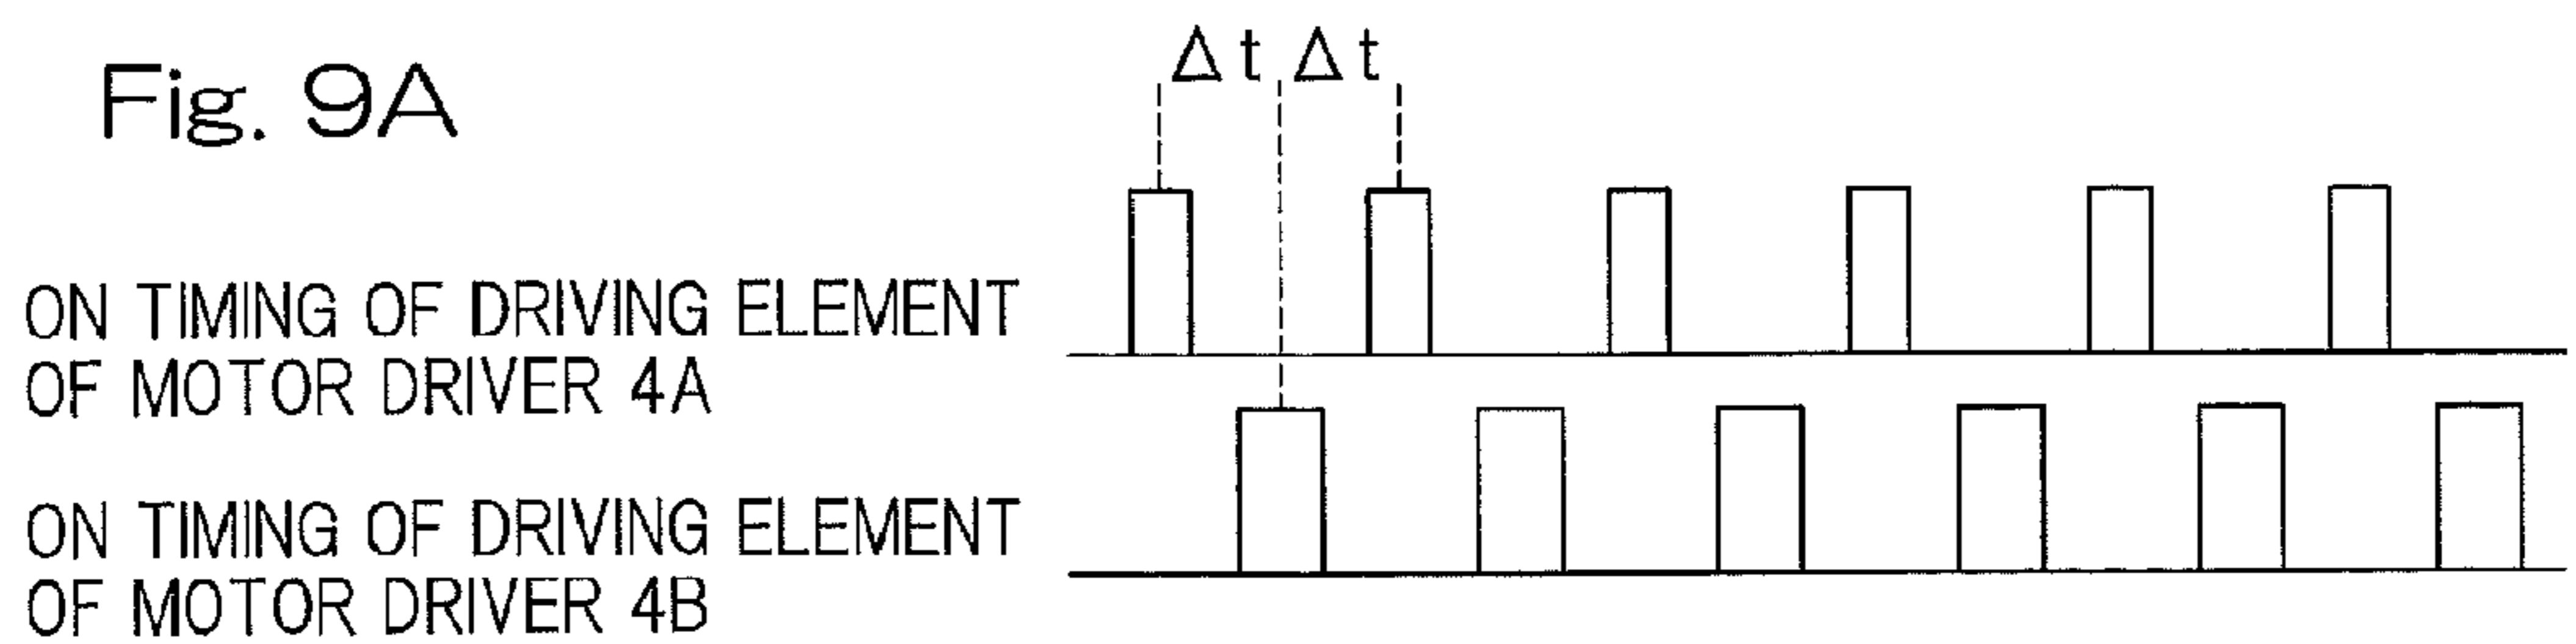 Fig. 9A
Δt Δt
ON TIMING OF DRIVING ELEMENT
OF MOTOR DRIVER 4A
ON TIMING OF DRIVING ELEMENT
OF MOTOR DRIVER 4B